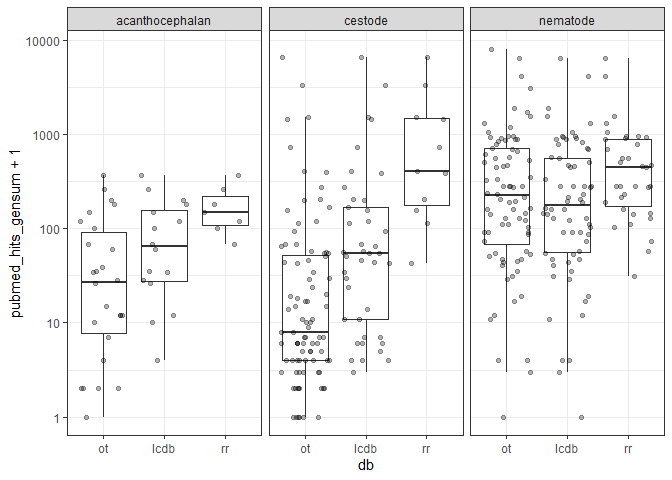 acanthocephalan cestode nematode
pubmed_hits_gensum + 1
10000
1000
100
10
1
ot lcdb rr ot lcdb rr ot lcdb rr
db